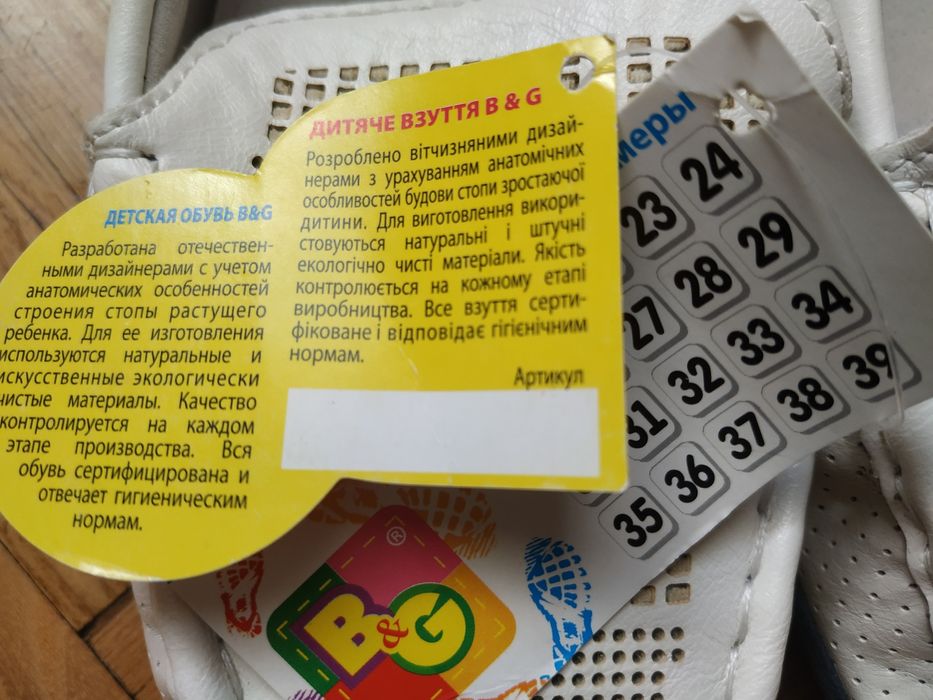 ДЕТСКАЯ ОБУВЬ B&G
Разработана отечествен-
ными дизайнерами с учетом
анатомических особенностей
строения стопы растущего
ребенка. Для ее изготовления
используются натуральные и
искусственные экологически
чистые материалы. Качество
контролируется на каждом
этапе производства. Вся
обувь сертифицирована и
отвечает гигиеническим
нормам.
ДИТЯЧЕ ВЗУТТЯ B & G
Розроблено вітчизняними дизай-
нерами з урахуванням анатомічних
особливостей будови стопи зростаючої
дитини. Для виготовлення викори-
стовуються натуральні і штучні
екологічно чисті матеріали. Якість
контролюється на кожному етапі
виробництва. Все взуття серти-
фіковане і відповідає гігієнічним
нормам.
Артикул
меры
23 24
27 28 29
31 32 33 34
35 36 37 38 39
B&G
®